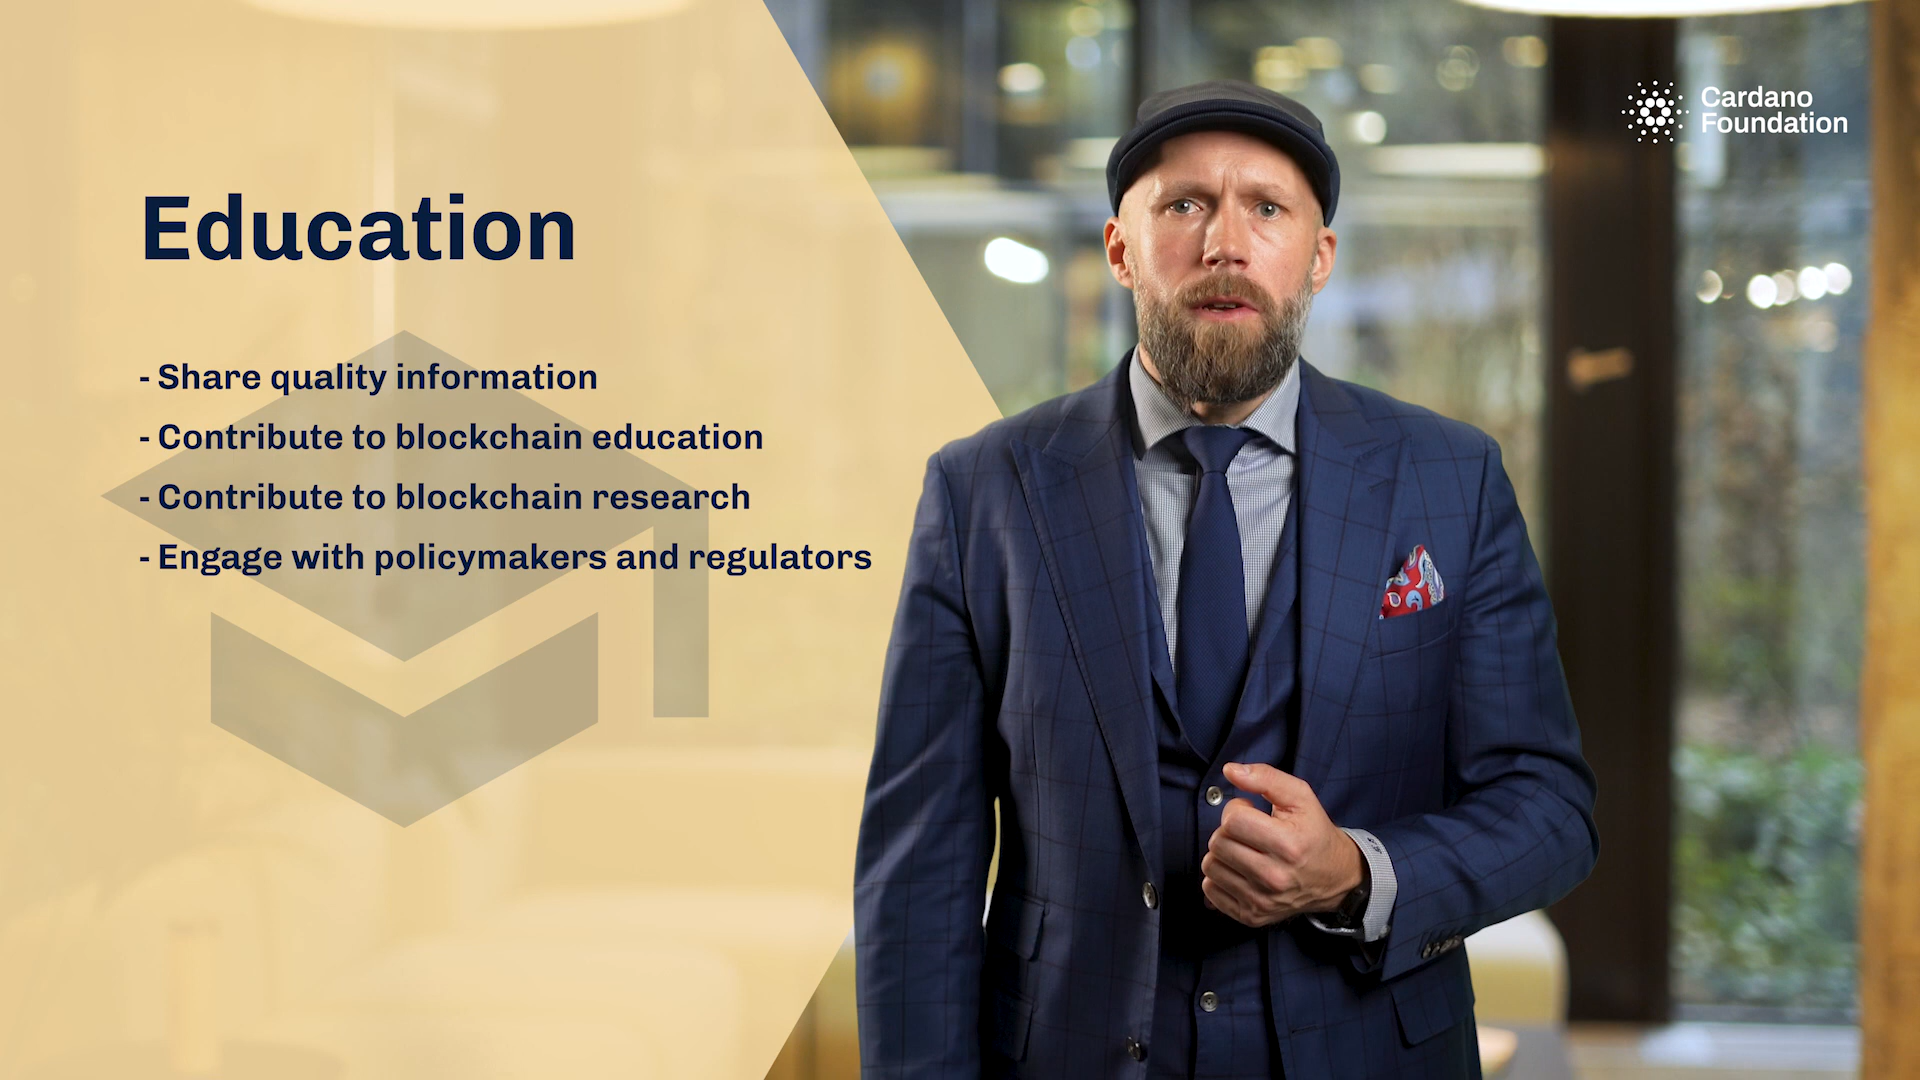 Cardano
Foundation
Education
- Share quality information
- Contribute to blockchain education
- Contribute to blockchain research
- Engage with policymakers and regulators